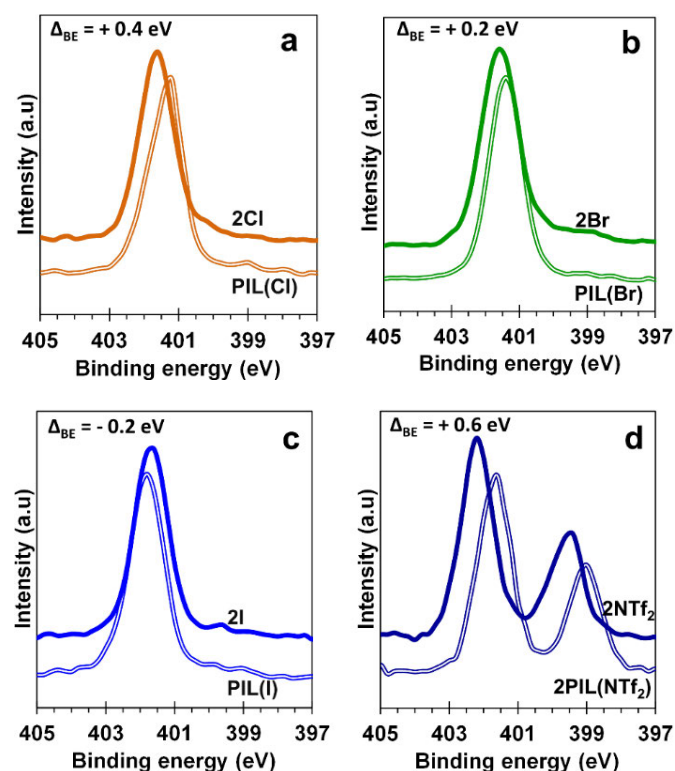 Δ_BE = + 0.4 eV
a
Intensity (a.u)
2Cl
PIL(Cl)
405 403 401 399 397
Binding energy (eV)
Δ_BE = + 0.2 eV
b
Intensity (a.u)
2Br
PIL(Br)
405 403 401 399 397
Binding energy (eV)
Δ_BE = - 0.2 eV
c
Intensity (a.u)
2I
PIL(I)
405 403 401 399 397
Binding energy (eV)
Δ_BE = + 0.6 eV
d
Intensity (a.u)
2NTf₂
2PIL(NTf₂)
405 403 401 399 397
Binding energy (eV)